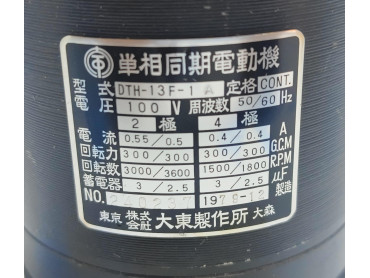 単相同期電動機
型式 DTH-13F-1 A 定格 CONT.
電圧 100 V 周波数 50/60 Hz
2 極 4 極
電流 0.55/0.5 0.4/0.4 A
回転力 300/300 300/300 G.CM
回転数 3000/3600 1500/1800 R.P.M
蓄電器 3 / 2.5 3 / 2.5 μF
NO. 製造
東京 株式会社 大東製作所 大森